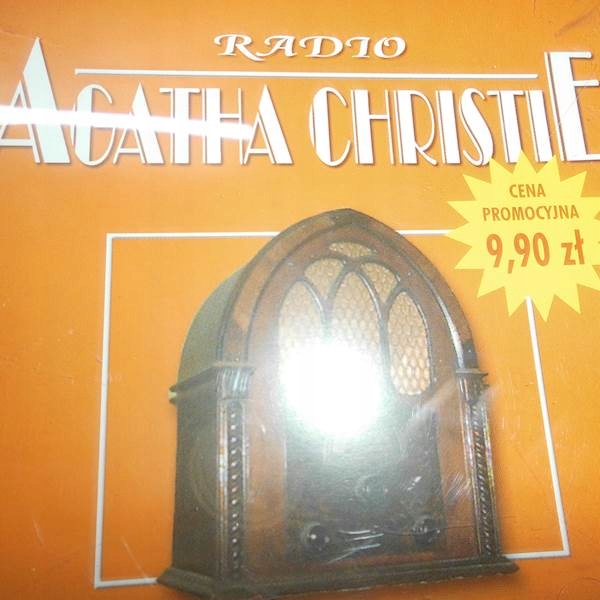 RADIO
AGATHA CHRISTIE
CENA
PROMOCYJNA
9,90 zł